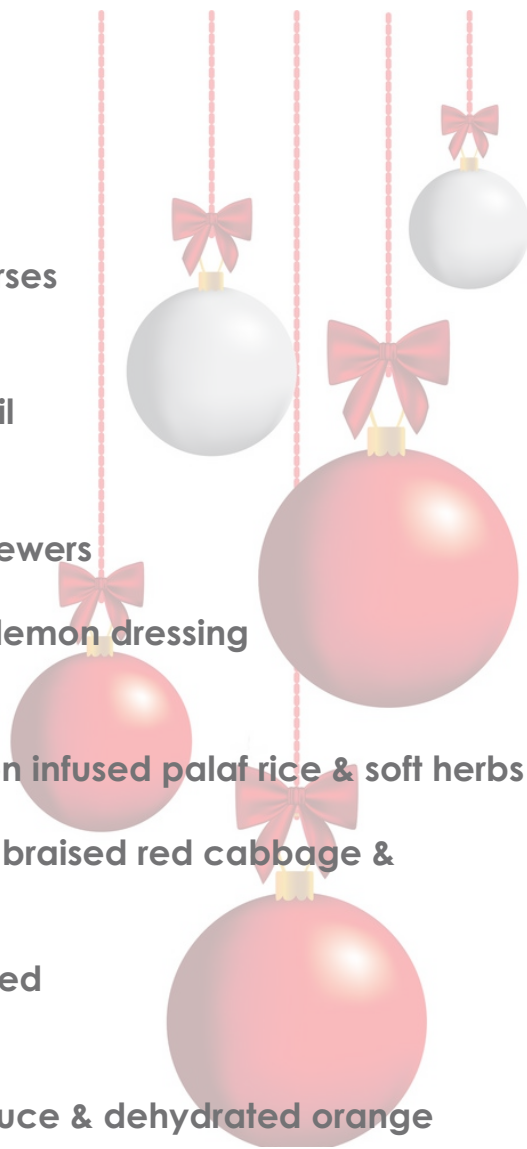 rses
il
ewers
lemon dressing
n infused palaf rice & soft herbs
braised red cabbage &
ed
uce & dehydrated orange